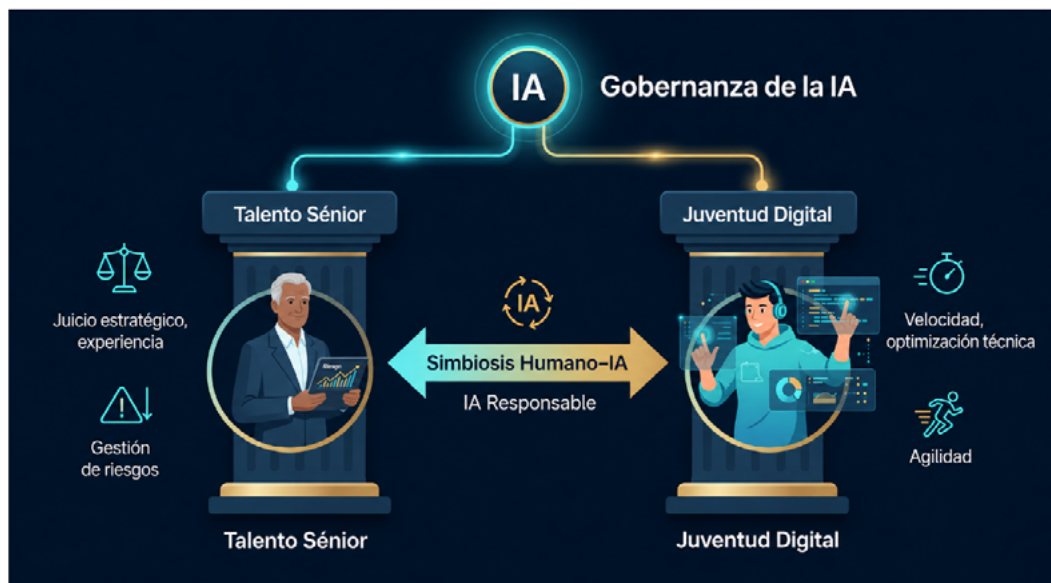 IA
Gobernanza de la IA
Talento Sénior
Juventud Digital
Juicio estratégico,
experiencia
Gestión
de riesgos
Riesgo
IA
Simbiosis Humano–IA
IA Responsable
Velocidad,
optimización técnica
Agilidad
Talento Sénior
Juventud Digital